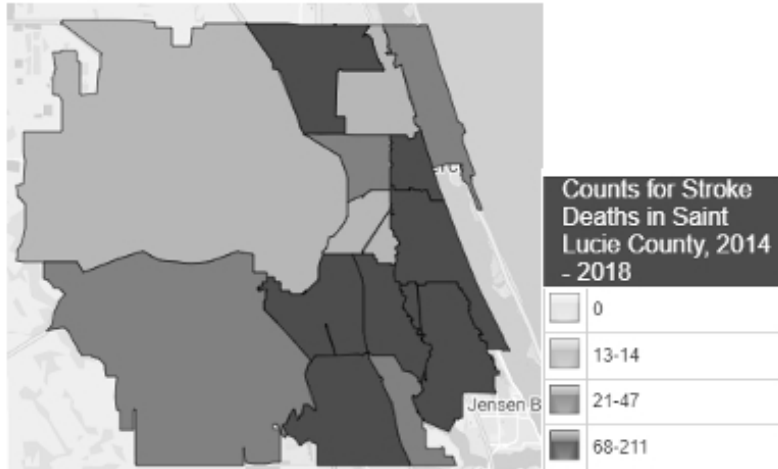 Counts for Stroke
Deaths in Saint
Lucie County, 2014
- 2018
0
13-14
21-47
68-211
Jensen B